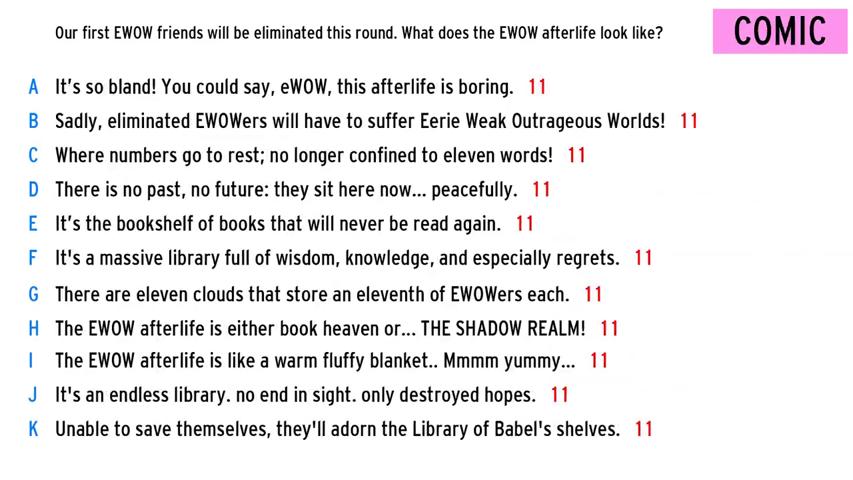 Our first EWOW friends will be eliminated this round. What does the EWOW afterlife look like?
COMIC
A It’s so bland! You could say, eWOW, this afterlife is boring. 11
B Sadly, eliminated EWOWers will have to suffer Eerie Weak Outrageous Worlds! 11
C Where numbers go to rest; no longer confined to eleven words! 11
D There is no past, no future: they sit here now... peacefully. 11
E It’s the bookshelf of books that will never be read again. 11
F It's a massive library full of wisdom, knowledge, and especially regrets. 11
G There are eleven clouds that store an eleventh of EWOWers each. 11
H The EWOW afterlife is either book heaven or... THE SHADOW REALM! 11
I The EWOW afterlife is like a warm fluffy blanket.. Mmmm yummy... 11
J It's an endless library. no end in sight. only destroyed hopes. 11
K Unable to save themselves, they'll adorn the Library of Babel's shelves. 11